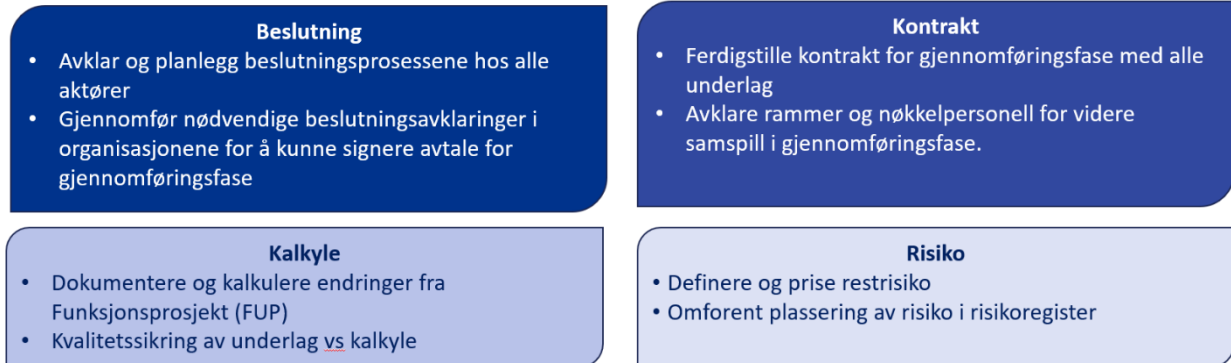 Beslutning
• Avklar og planlegg beslutningsprosessene hos alle
aktører
• Gjennomfør nødvendige beslutningsavklaringer i
organisasjonene for å kunne signere avtale for
gjennomføringsfase
Kontrakt
• Ferdigstille kontrakt for gjennomføringsfase med alle
underlag
• Avklare rammer og nøkkelpersonell for videre
samspill i gjennomføringsfase.
Kalkyle
• Dokumentere og kalkulere endringer fra
Funksjonsprosjekt (FUP)
• Kvalitetssikring av underlag vs kalkyle
Risiko
• Definere og prise restrisiko
• Omforent plassering av risiko i risikoregister